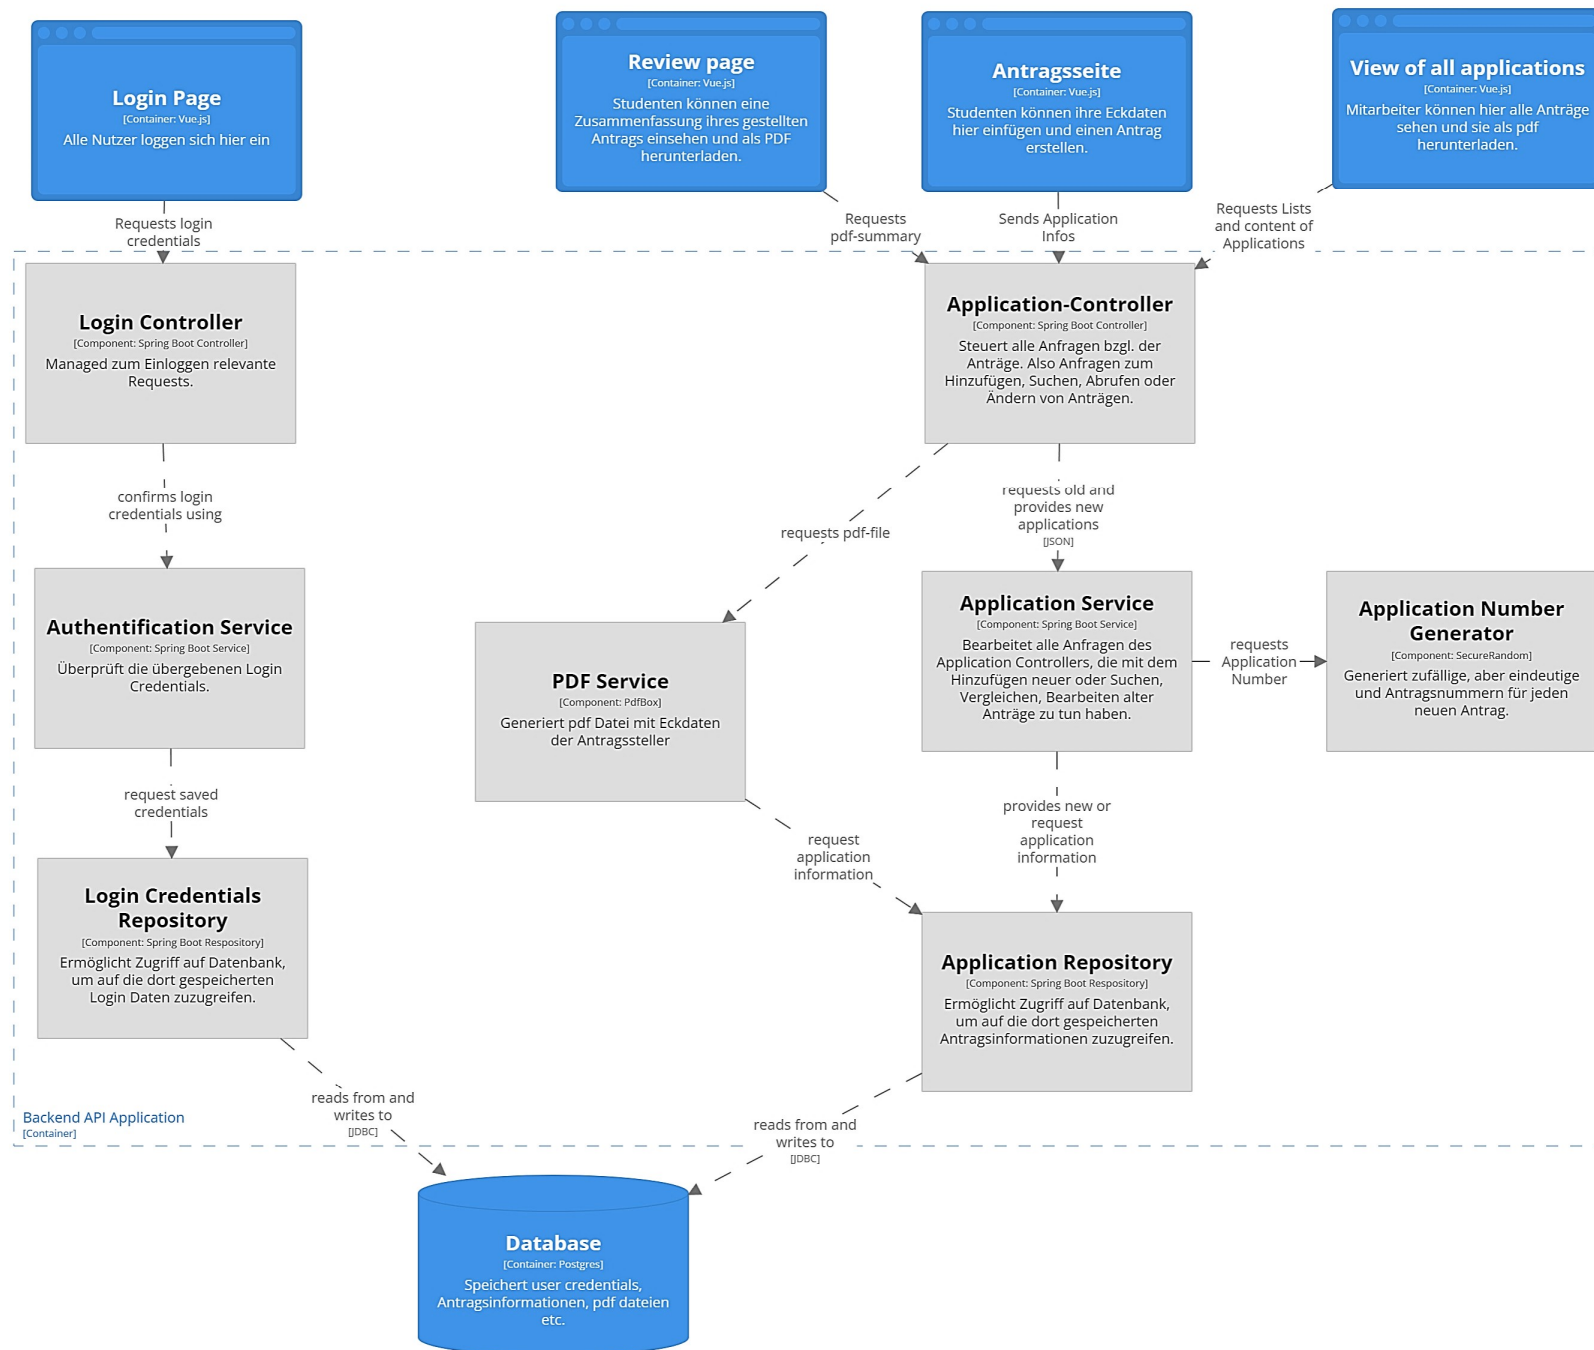 Login Page
[Container: Vue.js]
Alle Nutzer loggen sich hier ein
Review page
[Container: Vue.js]
Studenten können eine
Zusammenfassung ihres gestellten
Antrags einsehen und als PDF
herunterladen.
Antragsseite
[Container: Vue.js]
Studenten können ihre Eckdaten
hier einfügen und einen Antrag
erstellen.
View of all applications
[Container: Vue.js]
Mitarbeiter können hier alle Anträge
sehen und sie als pdf
herunterladen.
Requests login
credentials
Requests
pdf-summary
Sends Application
Infos
Requests Lists
and content of
Applications
Login Controller
[Component: Spring Boot Controller]
Managed zum Einloggen relevante
Requests.
Application-Controller
[Component: Spring Boot Controller]
Steuert alle Anfragen bzgl. der
Anträge. Also Anfragen zum
Hinzufügen, Suchen, Abrufen oder
Ändern von Anträgen.
confirms login
credentials using
requests pdf-file
requests old and
provides new
applications
[JSON]
Authentification Service
[Component: Spring Boot Service]
Überprüft die übergebenen Login
Credentials.
PDF Service
[Component: PdfBox]
Generiert pdf Datei mit Eckdaten
der Antragssteller
Application Service
[Component: Spring Boot Service]
Bearbeitet alle Anfragen des
Application Controllers, die mit dem
Hinzufügen neuer oder Suchen,
Vergleichen, Bearbeiten alter
Anträge zu tun haben.
requests
Application
Number
Application Number
Generator
[Component: SecureRandom]
Generiert zufällige, aber eindeutige
und Antragsnummern für jeden
neuen Antrag.
request saved
credentials
request
application
information
provides new or
request
application
information
Login Credentials
Repository
[Component: Spring Boot Respository]
Ermöglicht Zugriff auf Datenbank,
um auf die dort gespeicherten
Login Daten zuzugreifen.
Application Repository
[Component: Spring Boot Respository]
Ermöglicht Zugriff auf Datenbank,
um auf die dort gespeicherten
Antragsinformationen zuzugreifen.
reads from and
writes to
[JDBC]
reads from and
writes to
[JDBC]
Backend API Application
[Container]
Database
[Container: Postgres]
Speichert user credentials,
Antragsinformationen, pdf dateien
etc.